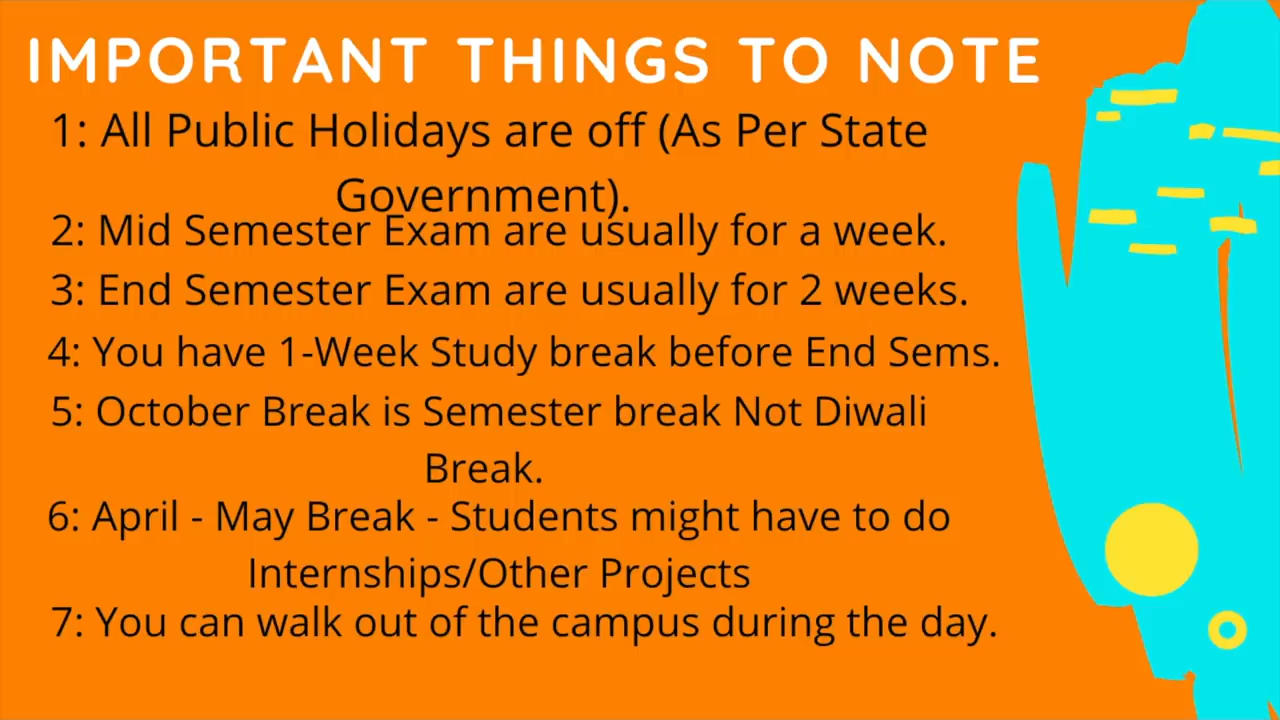 IMPORTANT THINGS TO NOTE
1: All Public Holidays are off (As Per State
Government).
2: Mid Semester Exam are usually for a week.
3: End Semester Exam are usually for 2 weeks.
4: You have 1-Week Study break before End Sems.
5: October Break is Semester break Not Diwali
Break.
6: April - May Break - Students might have to do
Internships/Other Projects
7: You can walk out of the campus during the day.